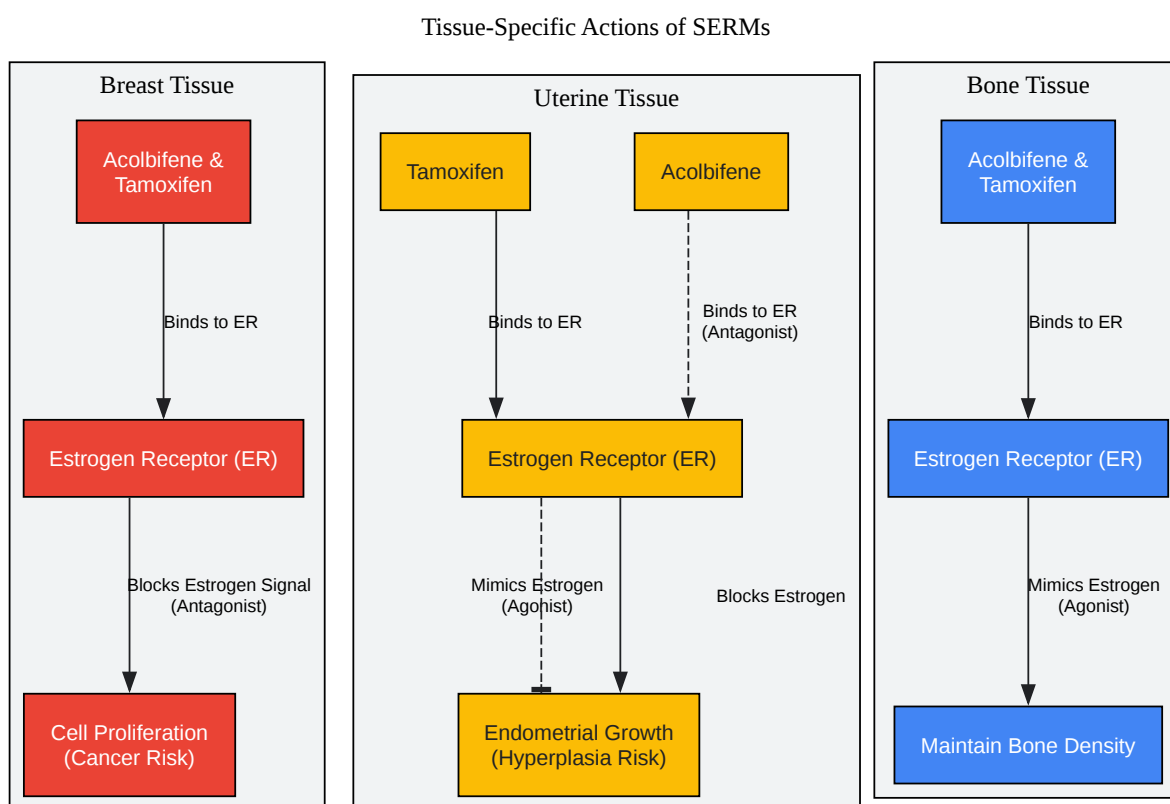 Tissue-Specific Actions of SERMs
Breast Tissue
Acolbifene &
Tamoxifen
Binds to ER
Estrogen Receptor (ER)
Blocks Estrogen Signal
(Antagonist)
Cell Proliferation
(Cancer Risk)
Uterine Tissue
Tamoxifen
Acolbifene
Binds to ER
Binds to ER
(Antagonist)
Estrogen Receptor (ER)
Mimics Estrogen
(Agonist)
Blocks Estrogen
Endometrial Growth
(Hyperplasia Risk)
Bone Tissue
Acolbifene &
Tamoxifen
Binds to ER
Estrogen Receptor (ER)
Mimics Estrogen
(Agonist)
Maintain Bone Density